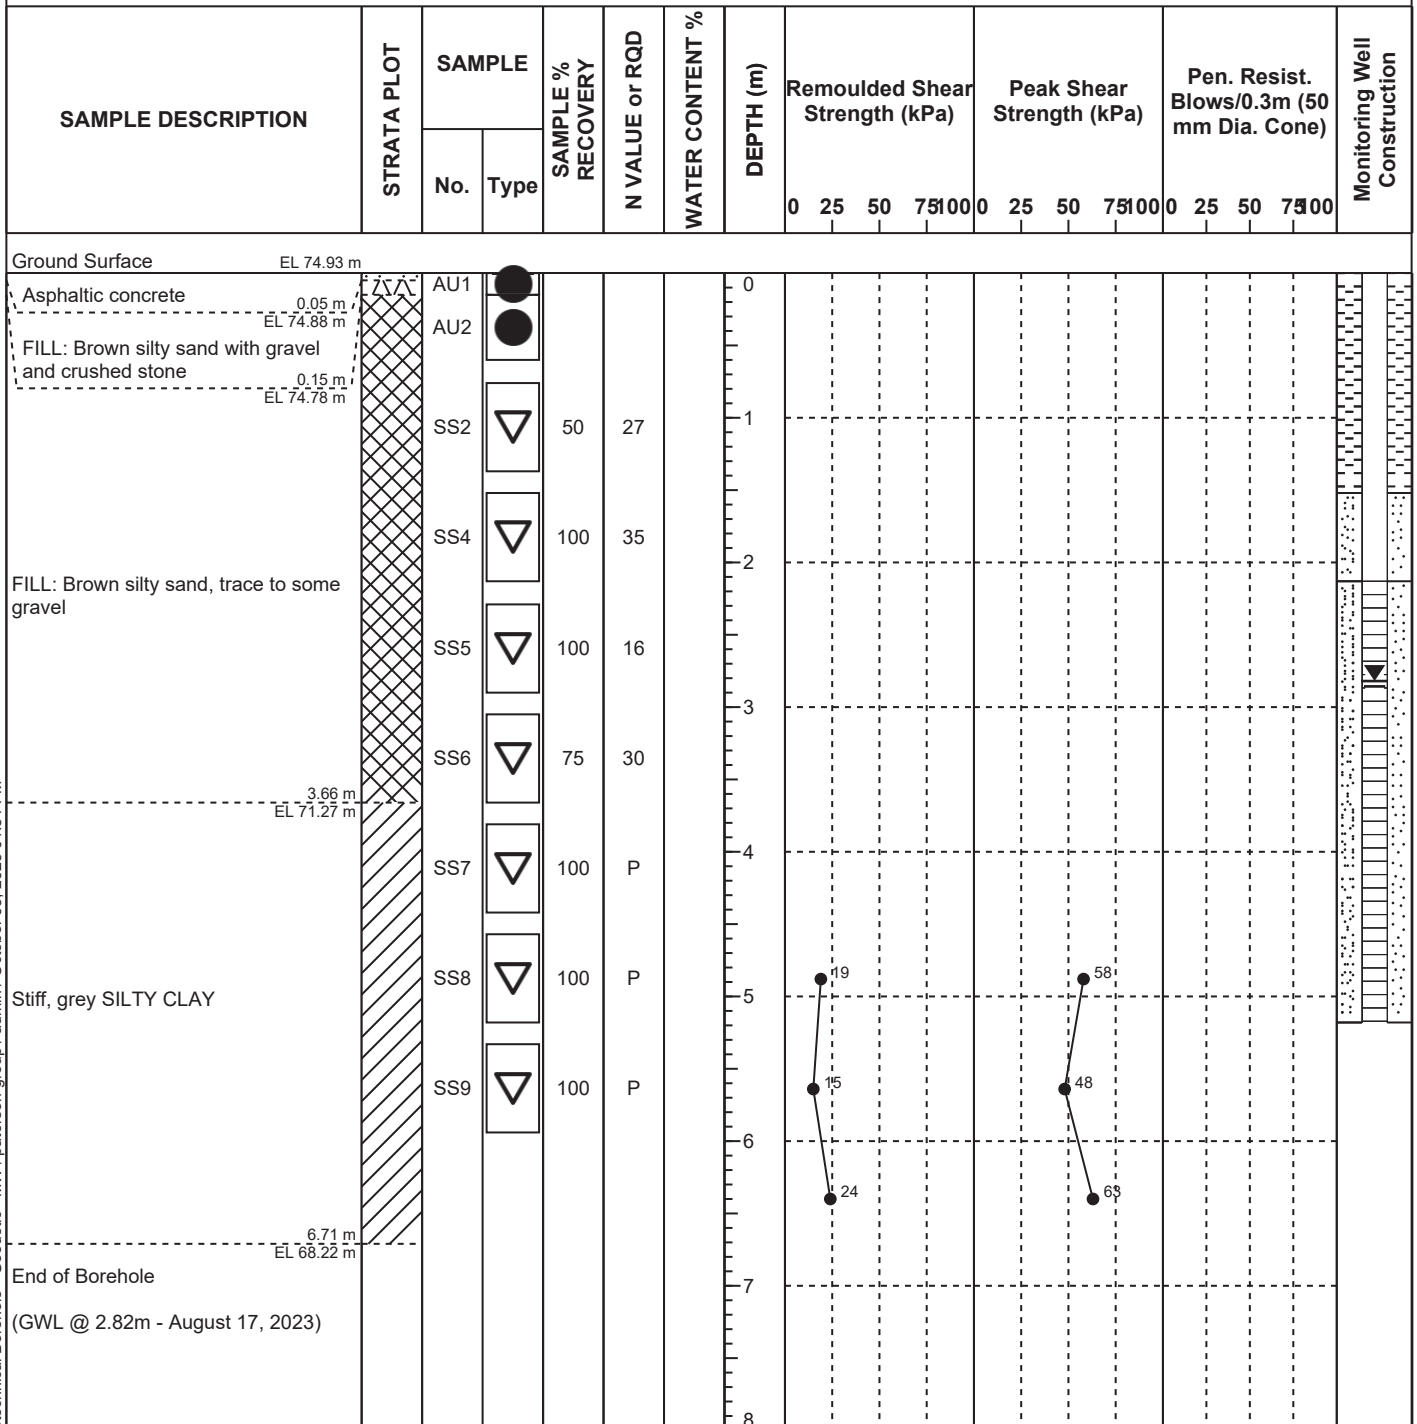 SAMPLE DESCRIPTION
STRATA PLOT
SAMPLE
No.
Type
SAMPLE %
RECOVERY
N VALUE or RQD
WATER CONTENT %
DEPTH (m)
Remoulded Shear
Strength (kPa)
0 25 50 75 100
Peak Shear
Strength (kPa)
0 25 50 75 100
Pen. Resist.
Blows/0.3m (50
mm Dia. Cone)
0 25 50 75 100
Monitoring Well
Construction
Ground Surface EL 74.93 m
Asphaltic concrete
0.05 m
EL 74.88 m
FILL: Brown silty sand with gravel
and crushed stone
0.15 m
EL 74.78 m
FILL: Brown silty sand, trace to some
gravel
3.66 m
EL 71.27 m
Stiff, grey SILTY CLAY
6.71 m
EL 68.22 m
End of Borehole
(GWL @ 2.82m - August 17, 2023)
AU1
AU2
SS2 50 27
SS4 100 35
SS5 100 16
SS6 75 30
SS7 100 P
SS8 100 P
SS9 100 P
0
1
2
3
4
5
6
7
8
19
15
24
58
48
63